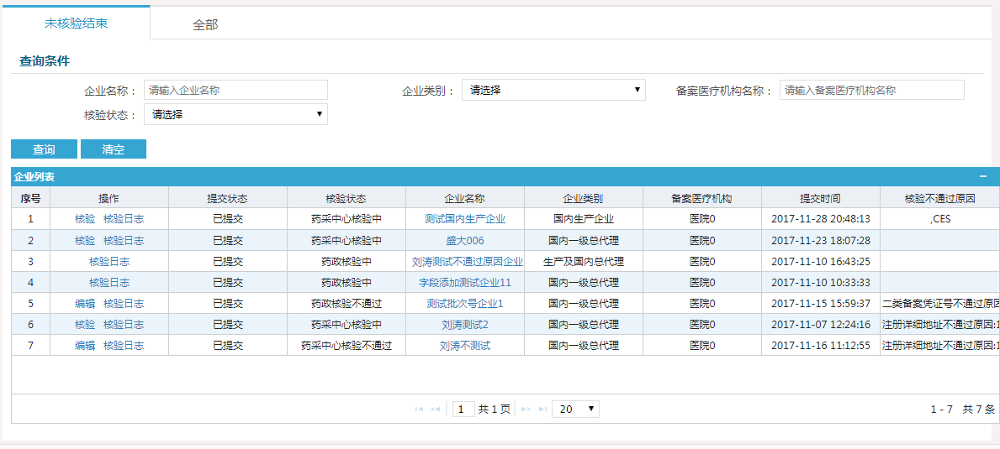 未核验结束 全部
查询条件
企业名称： 请输入企业名称 企业类别： 请选择 备案医疗机构名称： 请输入备案医疗机构名称
核验状态： 请选择
查询 清空
企业列表
序号 操作 提交状态 核验状态 企业名称 企业类别 备案医疗机构 提交时间 核验不通过原因
1 核验 核验日志 已提交 药采中心核验中 测试国内生产企业 国内生产企业 医院0 2017-11-28 20:48:13 ,CES
2 核验 核验日志 已提交 药采中心核验中 盛大006 国内一级总代理 医院0 2017-11-23 18:07:28
3 核验日志 已提交 药政核验中 刘涛测试不通过原因企业 生产及国内总代理 医院0 2017-11-10 16:43:25
4 核验日志 已提交 药政核验中 字段添加测试企业11 国内一级总代理 医院0 2017-11-10 10:33:33
5 编辑 核验日志 已提交 药政核验不通过 测试批次号企业1 国内一级总代理 医院0 2017-11-15 15:59:37 二类备案凭证号不通过原因
6 核验 核验日志 已提交 药采中心核验中 刘涛测试2 国内一级总代理 医院0 2017-11-07 12:24:16 注册详细地址不通过原因:1
7 编辑 核验日志 已提交 药采中心核验不通过 刘涛不测试 国内一级总代理 医院0 2017-11-16 11:12:55 注册详细地址不通过原因:1
1 共 1 页 20 1 - 7 共 7 条